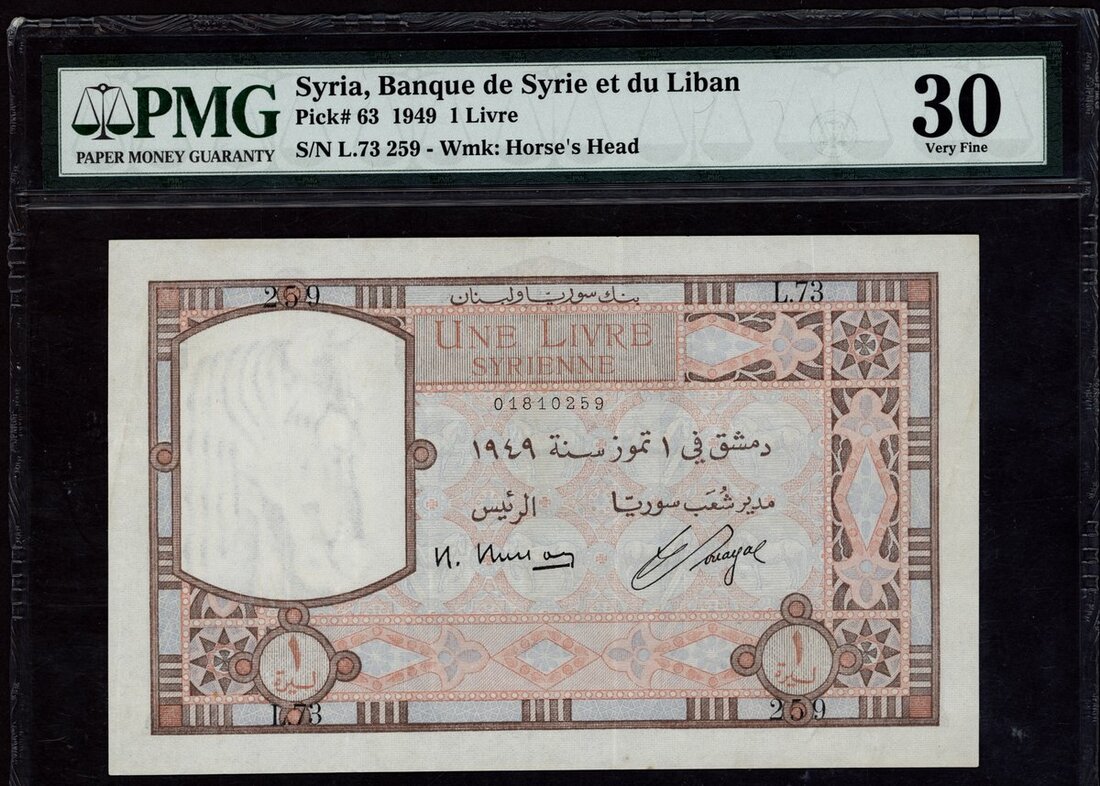 PMG
PAPER MONEY GUARANTY
Syria, Banque de Syrie et du Liban
Pick# 63 1949 1 Livre
S/N L.73 259 - Wmk: Horse's Head
30
Very Fine
259
بنك سوريا ولبنان
L.73
UNE LIVRE
SYRIENNE
01810259
دمشق في ١ تموز سنة ١٩٤٩
مدير شعب سوريا
الرئيس
١
ليرة
١
ليرة
L.73
259